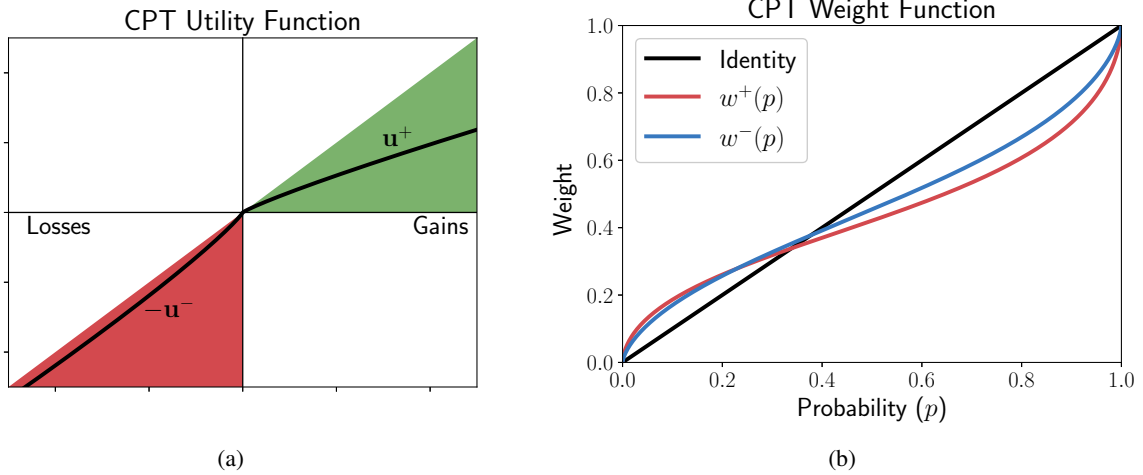 CPT Utility Function
u⁺
Losses
Gains
−u⁻
(a)
CPT Weight Function
Identity
w⁺(p)
w⁻(p)
Weight
1.0
0.8
0.6
0.4
0.2
0.0
0.0 0.2 0.4 0.6 0.8 1.0
Probability (p)
(b)